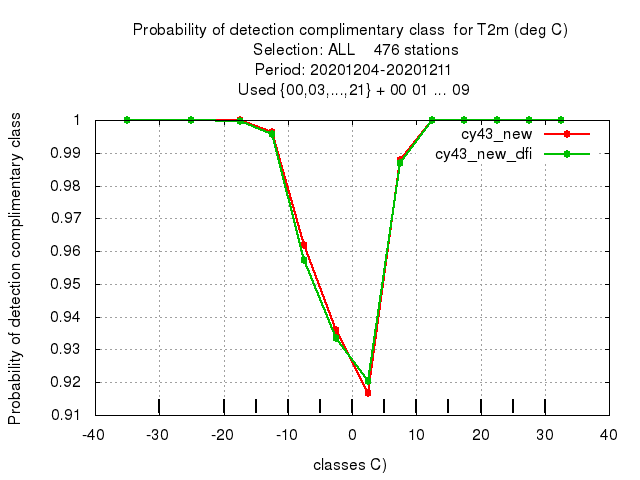 Probability of detection complimentary class  for T2m (deg C)
Selection: ALL    476 stations
Period: 20201204-20201211
Used {00,03,...,21} + 00 01 ... 09
Probability of detection complimentary class
1
0.99
0.98
0.97
0.96
0.95
0.94
0.93
0.92
0.91
cy43_new
cy43_new_dfi
-40 -30 -20 -10 0 10 20 30 40
classes C)